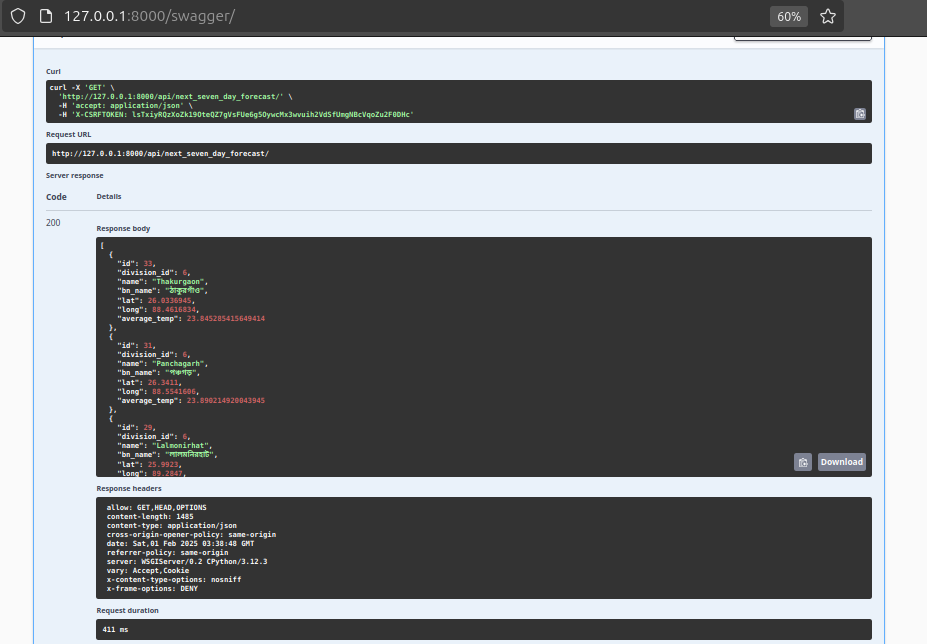 127.0.0.1:8000/swagger/
60%
Curl
curl -X 'GET' \
'http://127.0.0.1:8000/api/next_seven_day_forecast/' \
-H 'accept: application/json' \
-H 'X-CSRFTOKEN: lsTxiyRQzXoZk19OteQZ7gVsFUe6g5OywcMx3wvuih2VdSfUmgNBcVqoZu2F0DHc'
Request URL
http://127.0.0.1:8000/api/next_seven_day_forecast/
Server response
Code Details
200
Response body
[
{
"id": 33,
"division_id": 6,
"name": "Thakurgaon",
"bn_name": "ঠাকুরগাঁও",
"lat": 26.0336945,
"long": 88.4616834,
"average_temp": 23.845285415649414
},
{
"id": 31,
"division_id": 6,
"name": "Panchagarh",
"bn_name": "পঞ্চগড়",
"lat": 26.3411,
"long": 88.5541606,
"average_temp": 23.890214920043945
},
{
"id": 29,
"division_id": 6,
"name": "Lalmonirhat",
"bn_name": "লালমনিরহাট",
"lat": 25.9923,
"long": 89.2847,
Download
Response headers
allow: GET,HEAD,OPTIONS
content-length: 1485
content-type: application/json
cross-origin-opener-policy: same-origin
date: Sat,01 Feb 2025 03:38:48 GMT
referrer-policy: same-origin
server: WSGIServer/0.2 CPython/3.12.3
vary: Accept,Cookie
x-content-type-options: nosniff
x-frame-options: DENY
Request duration
411 ms